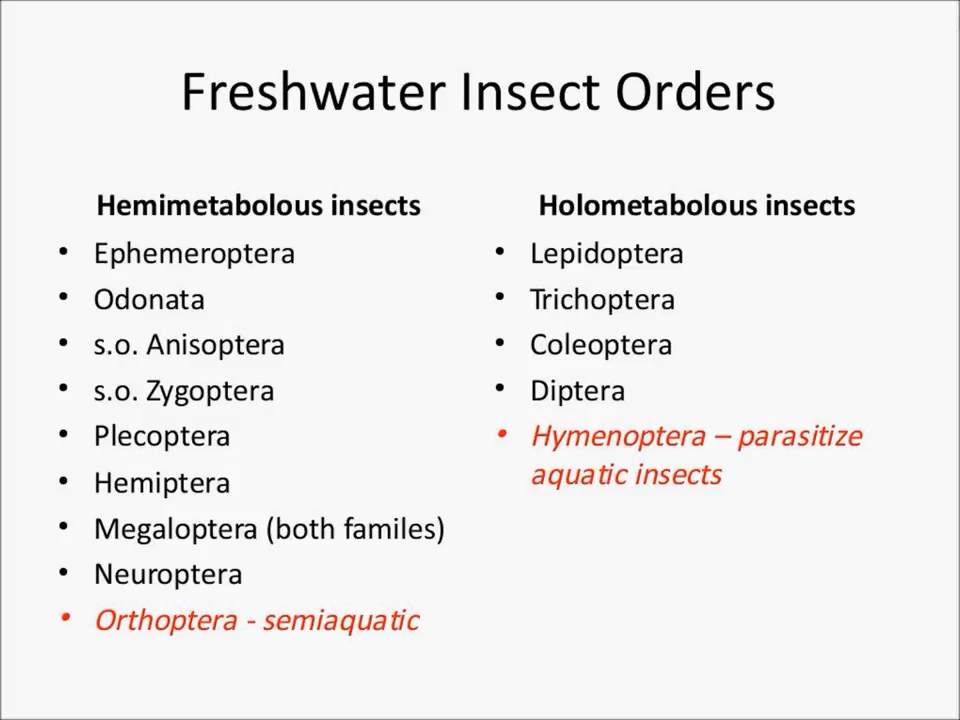 Freshwater Insect Orders
Hemimetabolous insects
• Ephemeroptera
• Odonata
• s.o. Anisoptera
• s.o. Zygoptera
• Plecoptera
• Hemiptera
• Megaloptera (both familes)
• Neuroptera
• Orthoptera - semiaquatic
Holometabolous insects
• Lepidoptera
• Trichoptera
• Coleoptera
• Diptera
• Hymenoptera – parasitize
aquatic insects